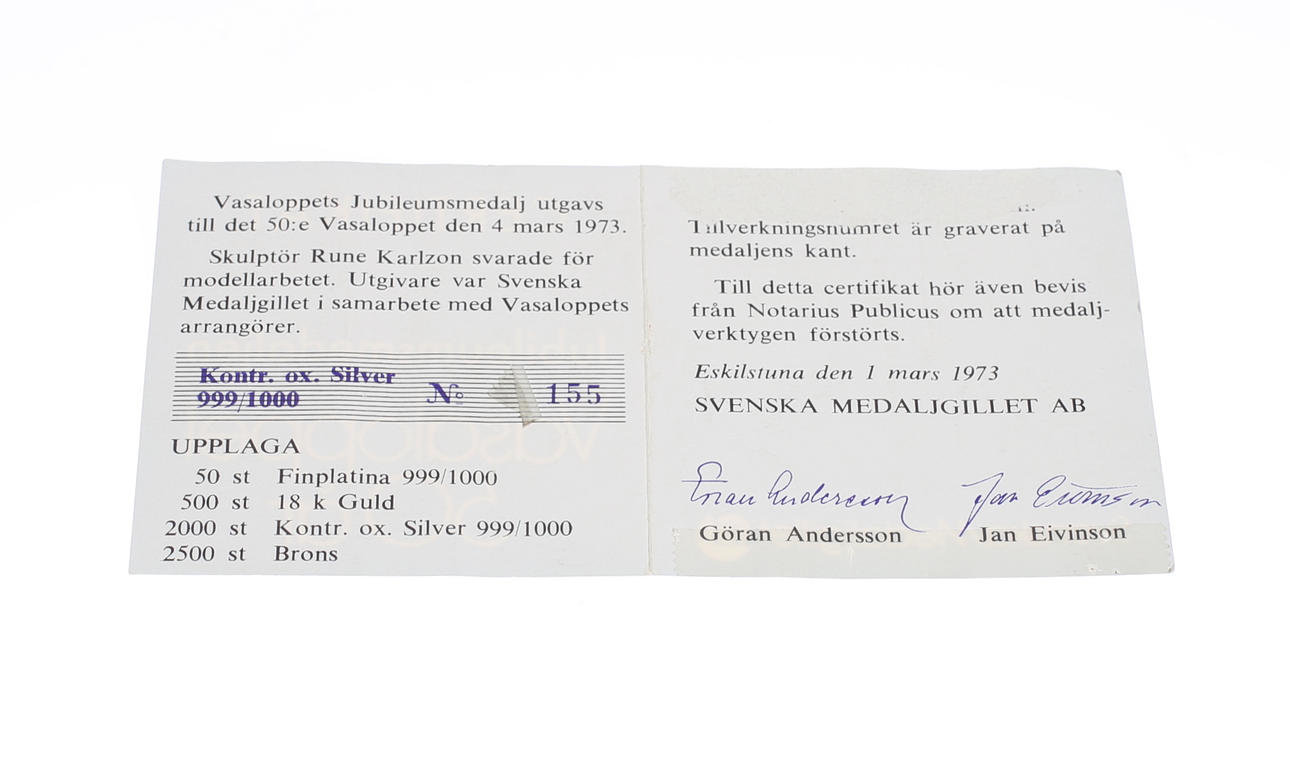 Vasaloppets Jubileumsmedalj utgavs
till det 50:e Vasaloppet den 4 mars 1973.
Skulptör Rune Karlzon svarade för
modellarbetet. Utgivare var Svenska
Medaljgillet i samarbete med Vasaloppets
arrangörer.
Kontr. ox. Silver
999/1000
№ 155
UPPLAGA
50 st Finplatina 999/1000
500 st 18 k Guld
2000 st Kontr. ox. Silver 999/1000
2500 st Brons
Tillverkningsnumret är graverat på
medaljens kant.
Till detta certifikat hör även bevis
från Notarius Publicus om att medalj-
verktygen förstörts.
Eskilstuna den 1 mars 1973
SVENSKA MEDALJGILLET AB
Göran Andersson Jan Eivinson
Göran Andersson Jan Eivinson